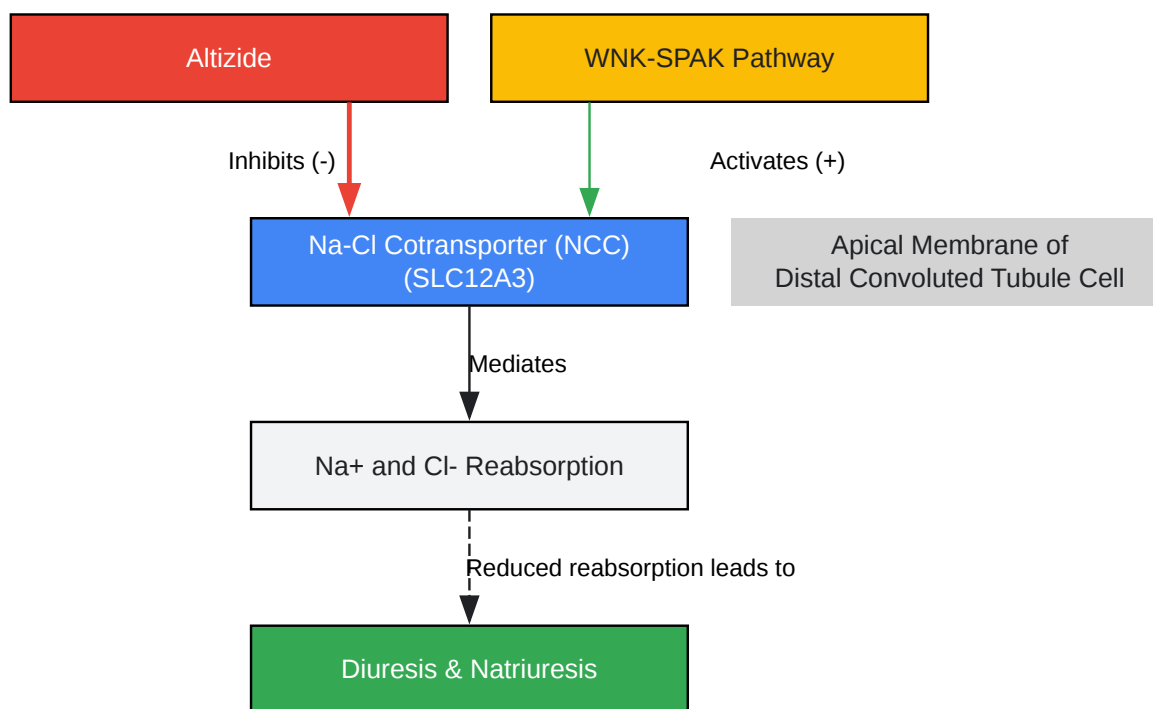 Altizide
WNK-SPAK Pathway
Inhibits (-)
Activates (+)
Na-Cl Cotransporter (NCC)
(SLC12A3)
Apical Membrane of
Distal Convoluted Tubule Cell
Mediates
Na+ and Cl- Reabsorption
Reduced reabsorption leads to
Diuresis & Natriuresis